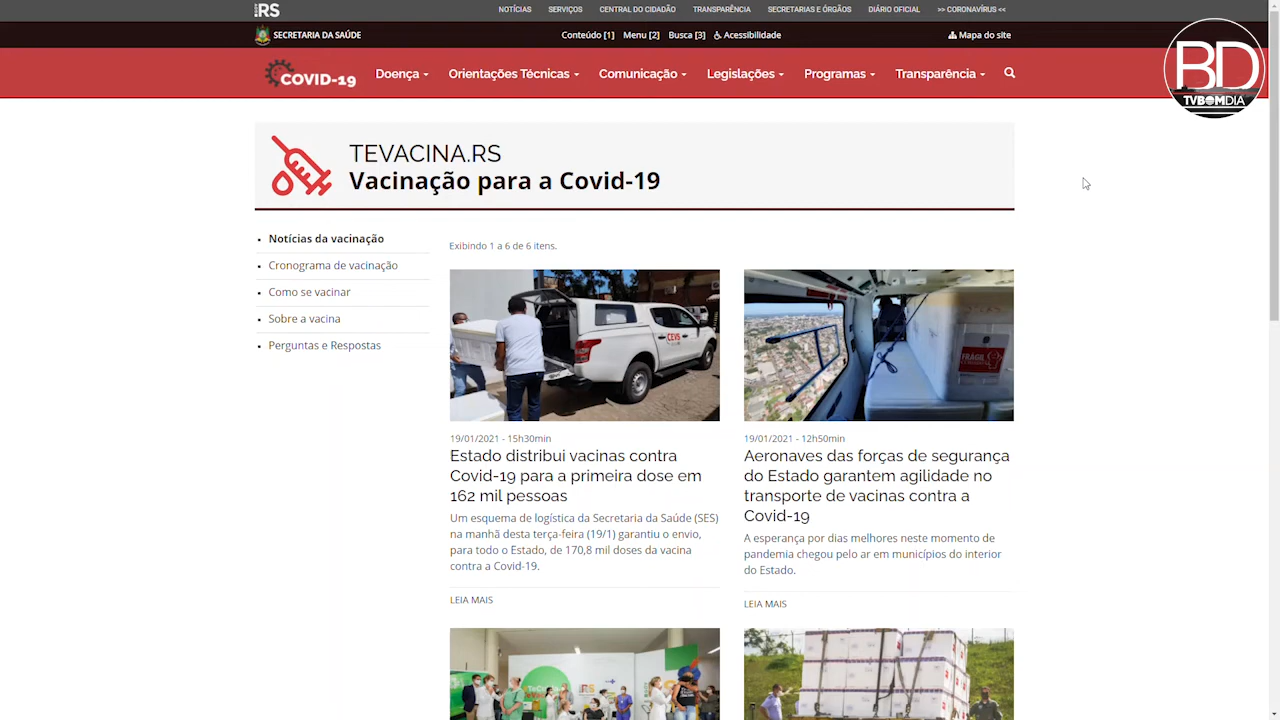 RS
NOTÍCIAS SERVIÇOS CENTRAL DO CIDADÃO TRANSPARÊNCIA SECRETARIAS E ÓRGÃOS DIÁRIO OFICIAL >> CORONAVÍRUS <<
SECRETARIA DA SAÚDE Conteúdo [1] Menu [2] Busca [3] Acessibilidade Mapa do site
COVID-19 Doença Orientações Técnicas Comunicação Legislações Programas Transparência
BD
TVBOMDIA
TEVACINA.RS
Vacinação para a Covid-19
Notícias da vacinação
Cronograma de vacinação
Como se vacinar
Sobre a vacina
Perguntas e Respostas
Exibindo 1 a 6 de 6 itens.
CEVS
FRÁGIL
19/01/2021 - 15h30min
Estado distribui vacinas contra
Covid-19 para a primeira dose em
162 mil pessoas
Um esquema de logística da Secretaria da Saúde (SES)
na manhã desta terça-feira (19/1) garantiu o envio,
para todo o Estado, de 170,8 mil doses da vacina
contra a Covid-19.
LEIA MAIS
19/01/2021 - 12h50min
Aeronaves das forças de segurança
do Estado garantem agilidade no
transporte de vacinas contra a
Covid-19
A esperança por dias melhores neste momento de
pandemia chegou pelo ar em municípios do interior
do Estado.
LEIA MAIS
RS